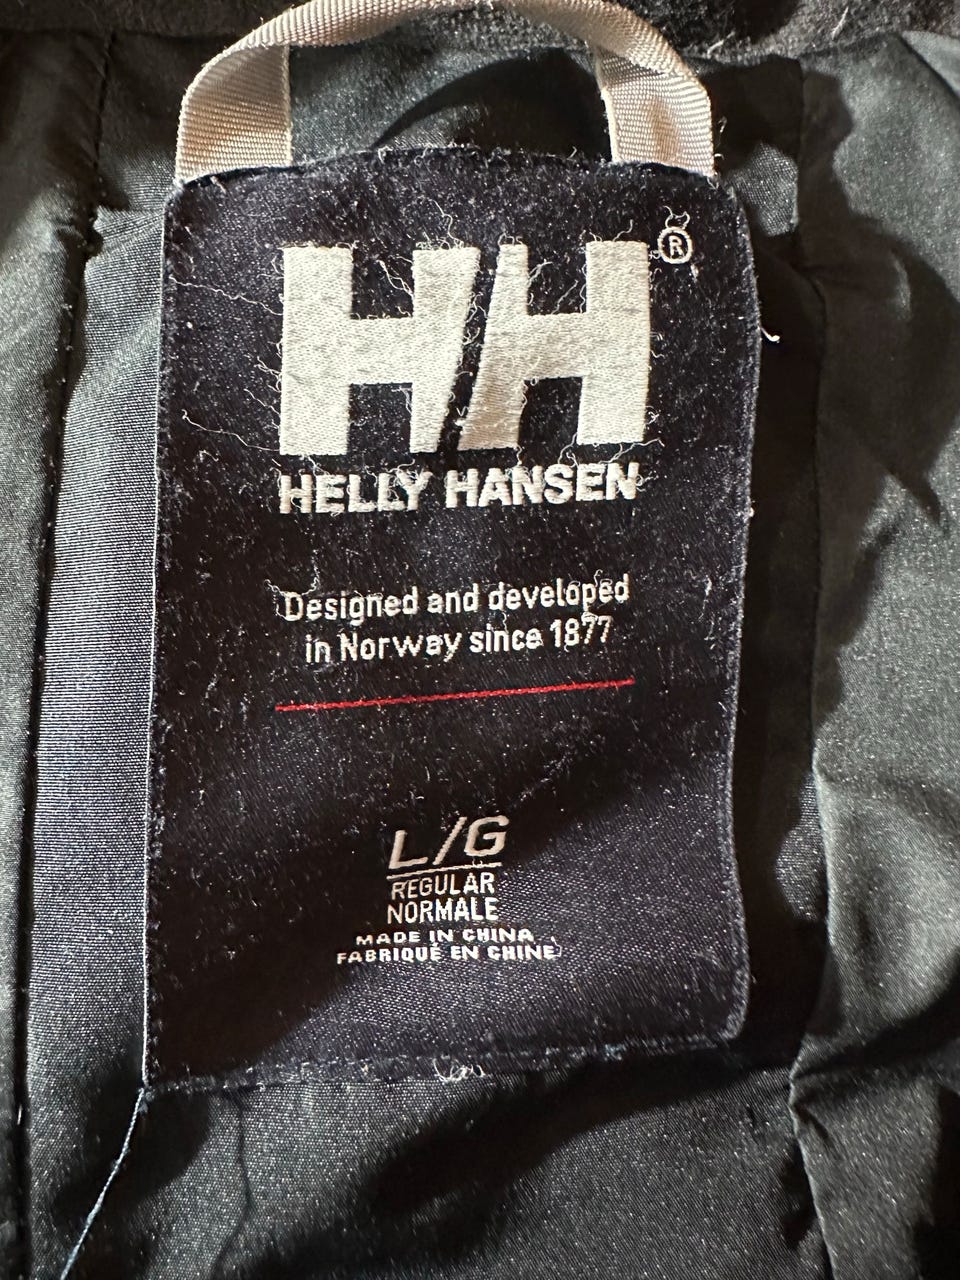 HH®
HELLY HANSEN
Designed and developed
in Norway since 1877
L/G
REGULAR
NORMALE
MADE IN CHINA
FABRIQUÉ EN CHINE